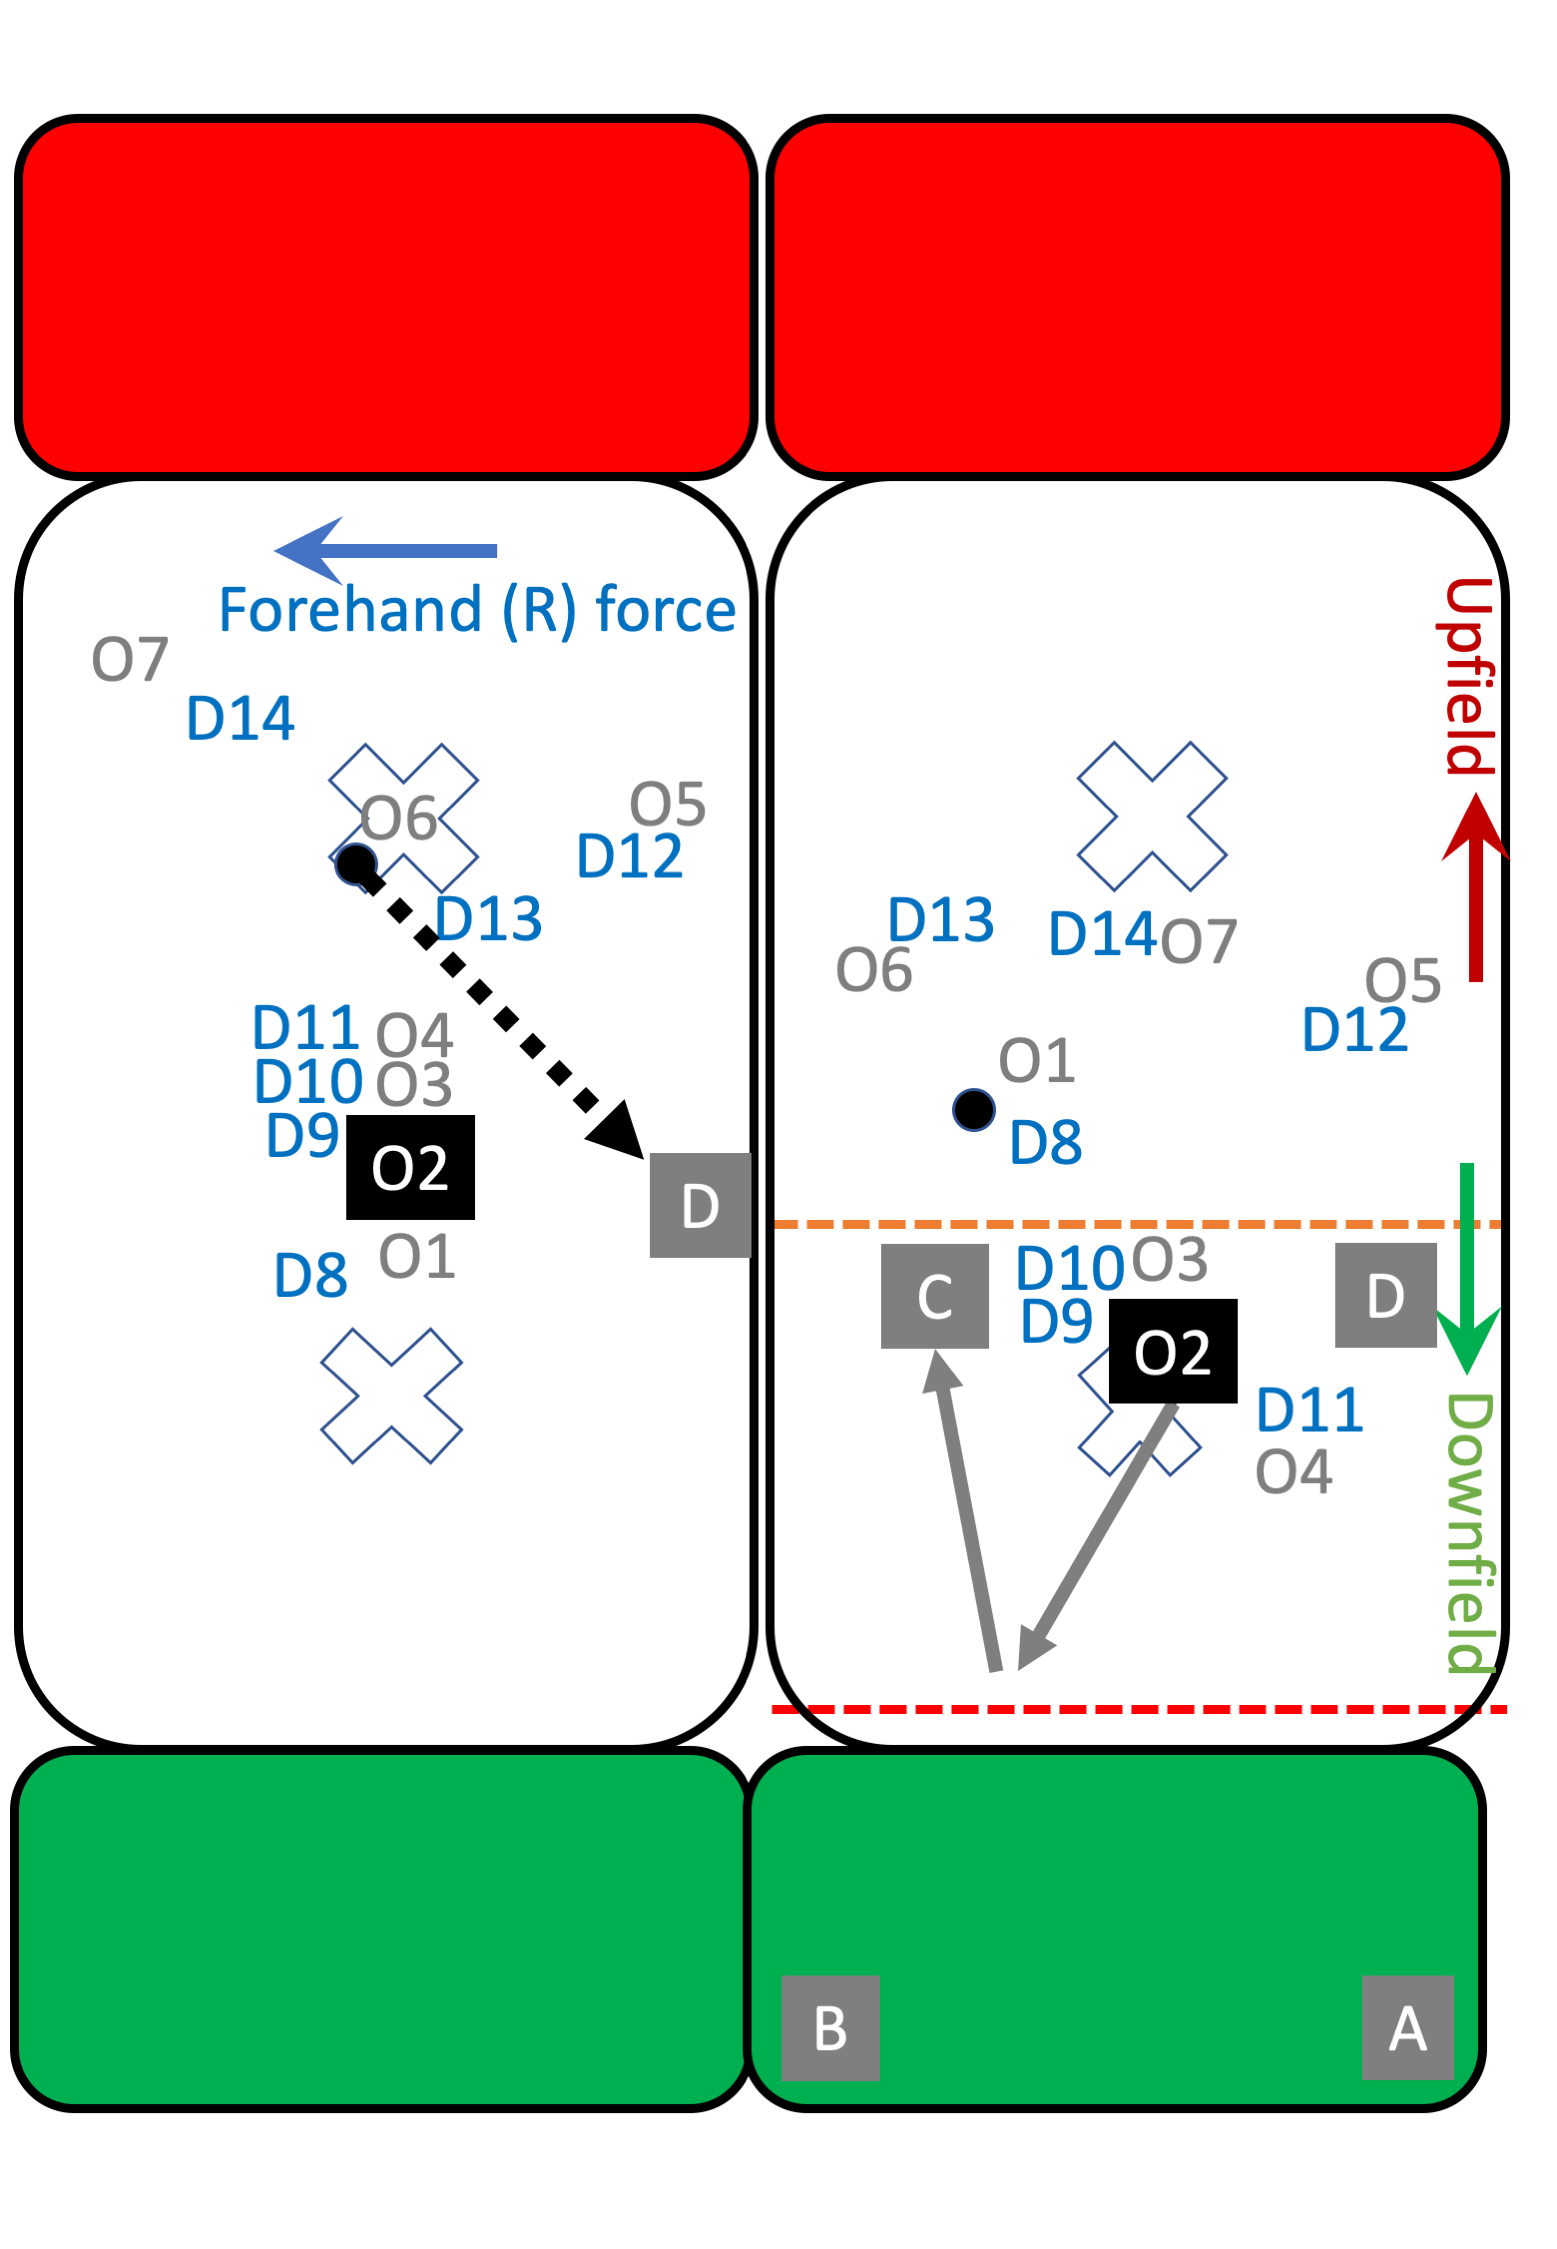 Forehand (R) force
O7
D14
O6
O5
D12
D13
D11 O4
D10 O3
D9 O2
D
D8 O1
Upfield
D13
D14 O7
O6
O5
D12
O1
D8
C
D10 O3
D
D9 O2
D11
O4
Downfield
B
A